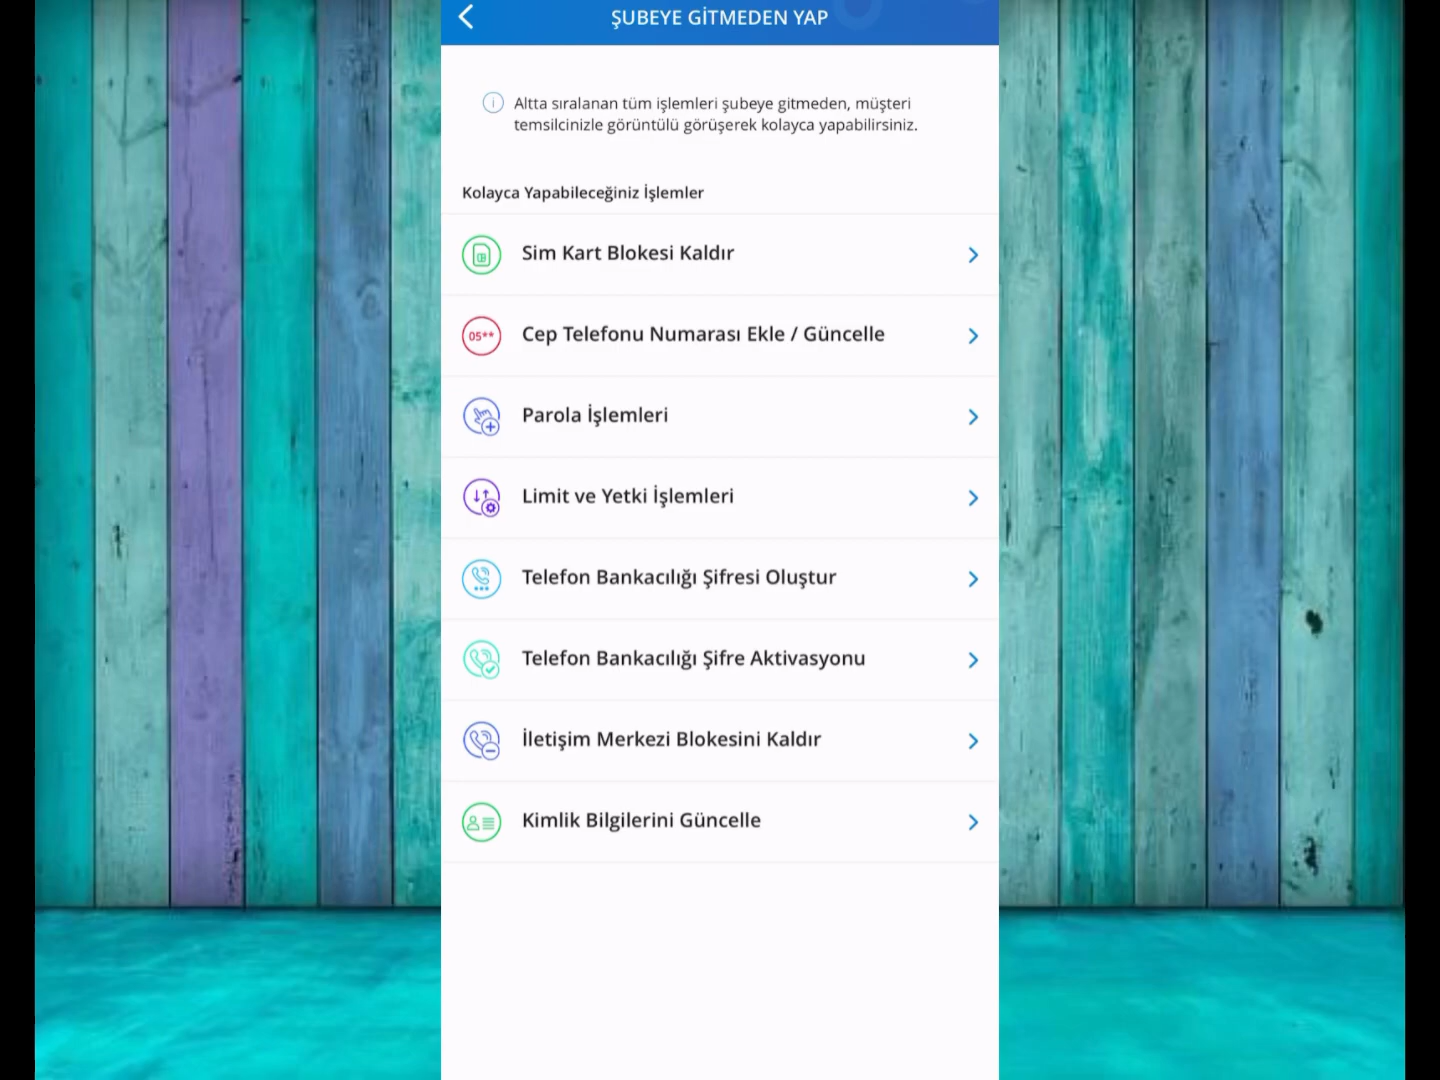 ŞUBEYE GİTMEDEN YAP
Altta sıralanan tüm işlemleri şubeye gitmeden, müşteri
temsilcinizle görüntülü görüşerek kolayca yapabilirsiniz.
Kolayca Yapabileceğiniz İşlemler
Sim Kart Blokesi Kaldır
05** Cep Telefonu Numarası Ekle / Güncelle
Parola İşlemleri
Limit ve Yetki İşlemleri
Telefon Bankacılığı Şifresi Oluştur
Telefon Bankacılığı Şifre Aktivasyonu
İletişim Merkezi Blokesini Kaldır
Kimlik Bilgilerini Güncelle